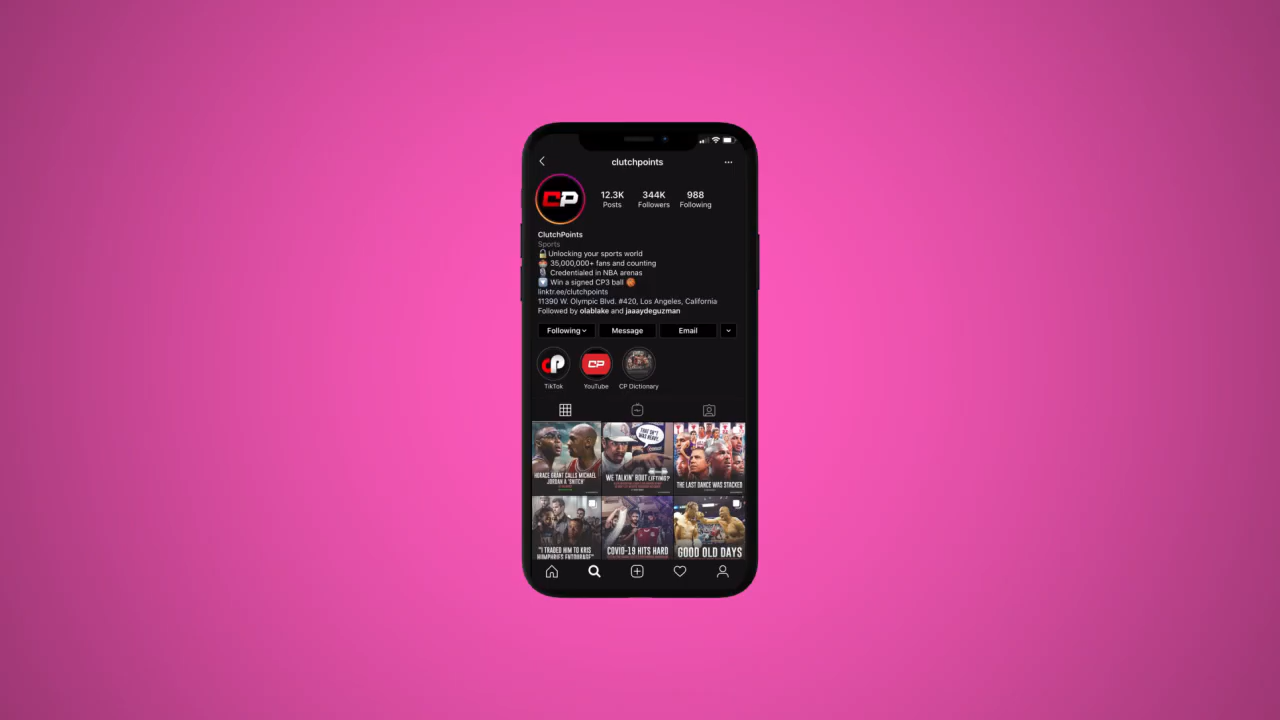 clutchpoints
CP
12.3K 344K 988
Posts Followers Following
ClutchPoints
Sports
Unlocking your sports world
35,000,000+ fans and counting
Credentialed in NBA arenas
Win a signed CP3 ball
linktr.ee/clutchpoints
11390 W. Olympic Blvd. #420, Los Angeles, California
Followed by olablake and jaaaydeguzman
Following Message Email
CP CP
TikTok YouTube CP Dictionary
HORACE GRANT CALLS MICHAEL
JORDAN A "SNITCH"
WE TALKIN' BOUT LIFTING?
THE LAST DANCE WAS STACKED
"I TRADED HIM TO KRIS
HUMPHRIES ENTOURAGE"
COVID-19 HITS HARD
GOOD OLD DAYS